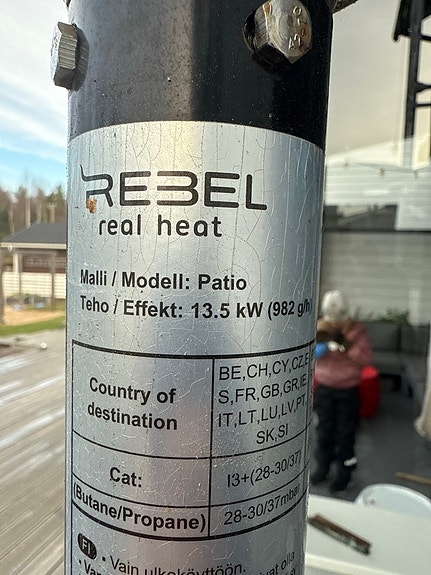 REBEL
real heat
Malli / Modell: Patio
Teho / Effekt: 13.5 kW (982 g/h)
Country of
destination
BE,CH,CY,CZ,E
S,FR,GB,GR,IE
IT,LT,LU,LV,PT,
SK,SI
Cat:
I3+(28-30/37)
(Butane/Propane)
28-30/37mbar
FI
• Vain ulkokäyttöön.